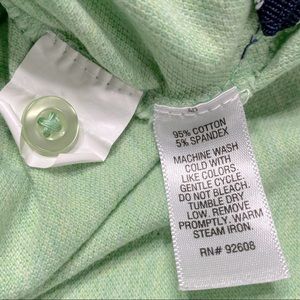 95% COTTON
5% SPANDEX
MACHINE WASH
COLD WITH
LIKE COLORS.
GENTLE CYCLE.
DO NOT BLEACH.
TUMBLE DRY
LOW. REMOVE
PROMPTLY. WARM
STEAM IRON.
RN# 92608